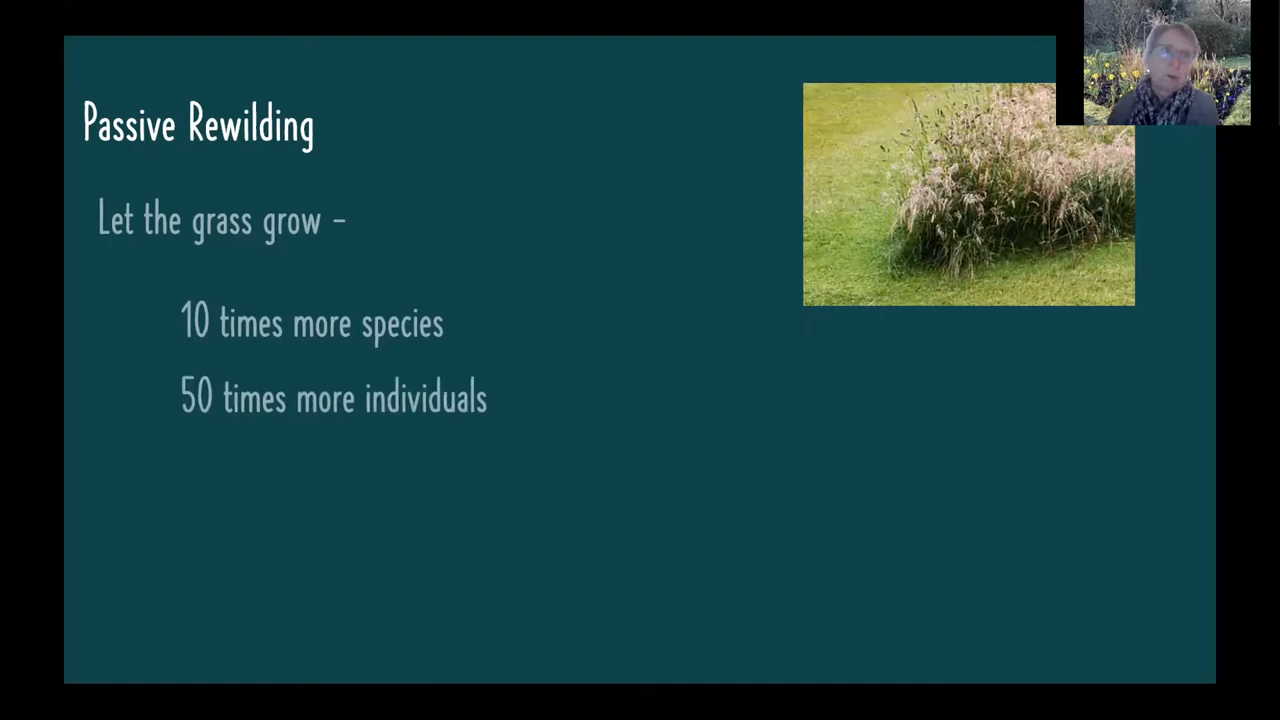 Passive Rewilding
Let the grass grow –
10 times more species
50 times more individuals